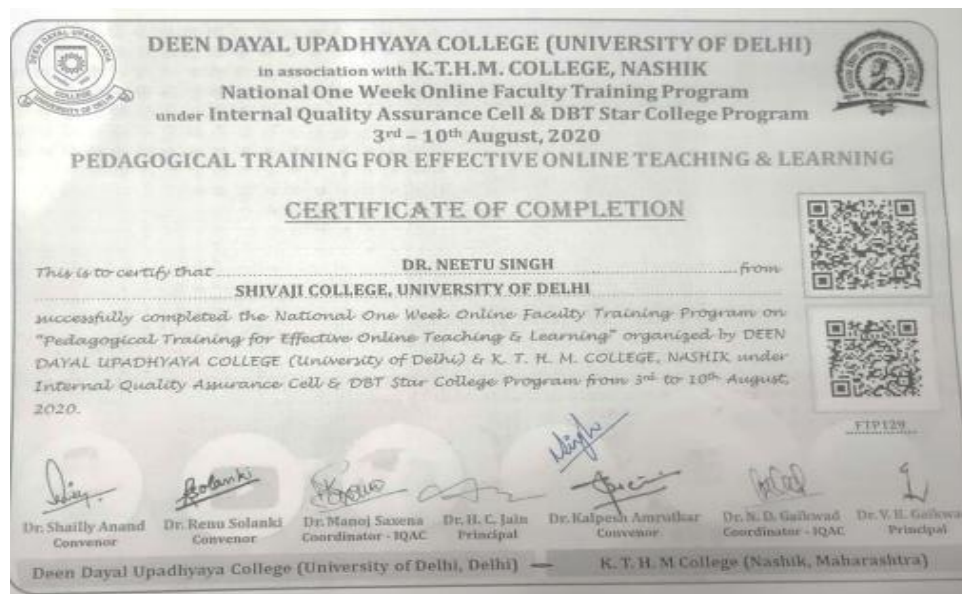 DEEN DAYAL UPADHYAYA COLLEGE (UNIVERSITY OF DELHI)
in association with K.T.H.M. COLLEGE, NASHIK
National One Week Online Faculty Training Program
under Internal Quality Assurance Cell & DBT Star College Program
3rd – 10th August, 2020
PEDAGOGICAL TRAINING FOR EFFECTIVE ONLINE TEACHING & LEARNING
CERTIFICATE OF COMPLETION
This is to certify that DR. NEETU SINGH from
SHIVAJI COLLEGE, UNIVERSITY OF DELHI
successfully completed the National One Week Online Faculty Training Program on
"Pedagogical Training for Effective Online Teaching & Learning" organized by DEEN
DAYAL UPADHYAYA COLLEGE (University of Delhi) & K. T. H. M. COLLEGE, NASHIK under
Internal Quality Assurance Cell & DBT Star College Program from 3rd to 10th August,
2020.
FTP129
Solanki
Dr. Shailly Anand Dr. Renu Solanki Dr. Manoj Saxena Dr. H. C. Jain Dr. Kalpesh Amrutkar Dr. N. D. Gaikwad Dr. V. B. Gaikwa
Convenor Convenor Coordinator - IQAC Principal Convenor Coordinator - IQAC Principal
Deen Dayal Upadhyaya College (University of Delhi, Delhi) — K. T. H. M College (Nashik, Maharashtra)